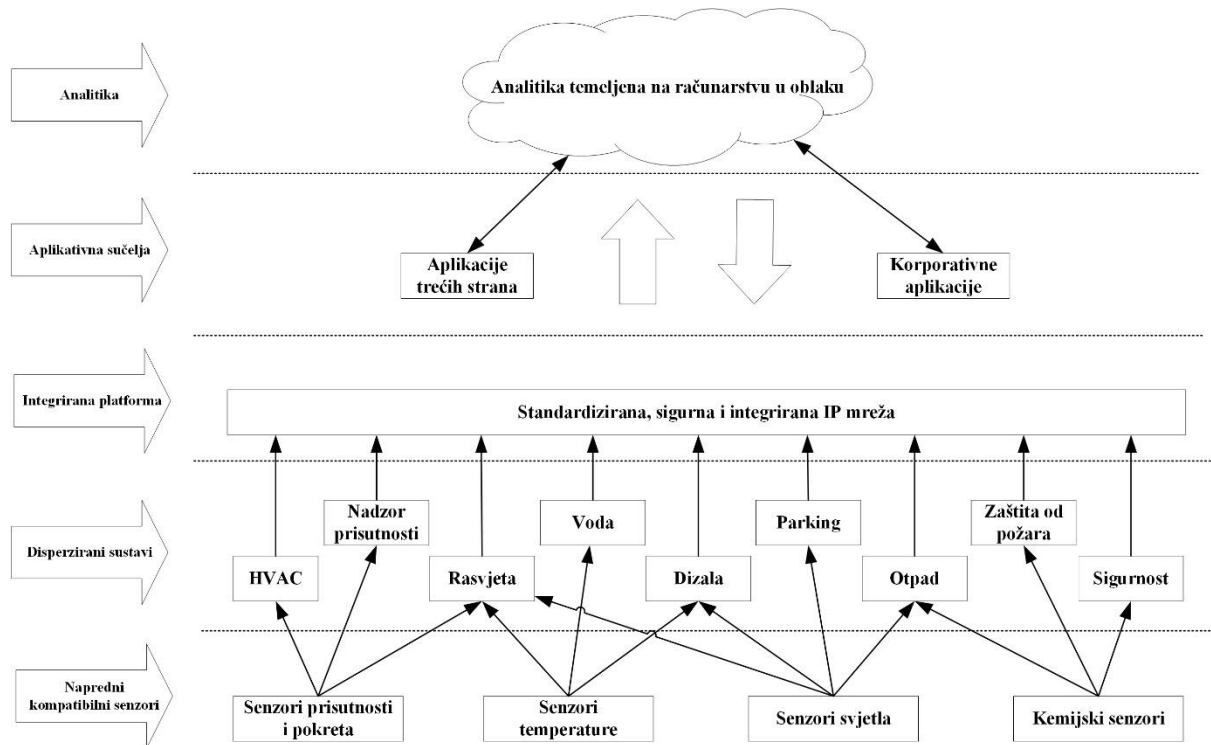 Analitika
Analitika temeljena na računarstvu u oblaku
Aplikativna sučelja
Aplikacije
trećih strana
Korporativne
aplikacije
Integrirana platforma
Standardizirana, sigurna i integrirana IP mreža
Disperzirani sustavi
Nadzor
prisutnosti
Voda
Parking
Zaštita od
požara
HVAC
Rasvjeta
Dizala
Otpad
Sigurnost
Napredni
kompatibilni senzori
Senzori prisutnosti
i pokreta
Senzori
temperature
Senzori svjetla
Kemijski senzori